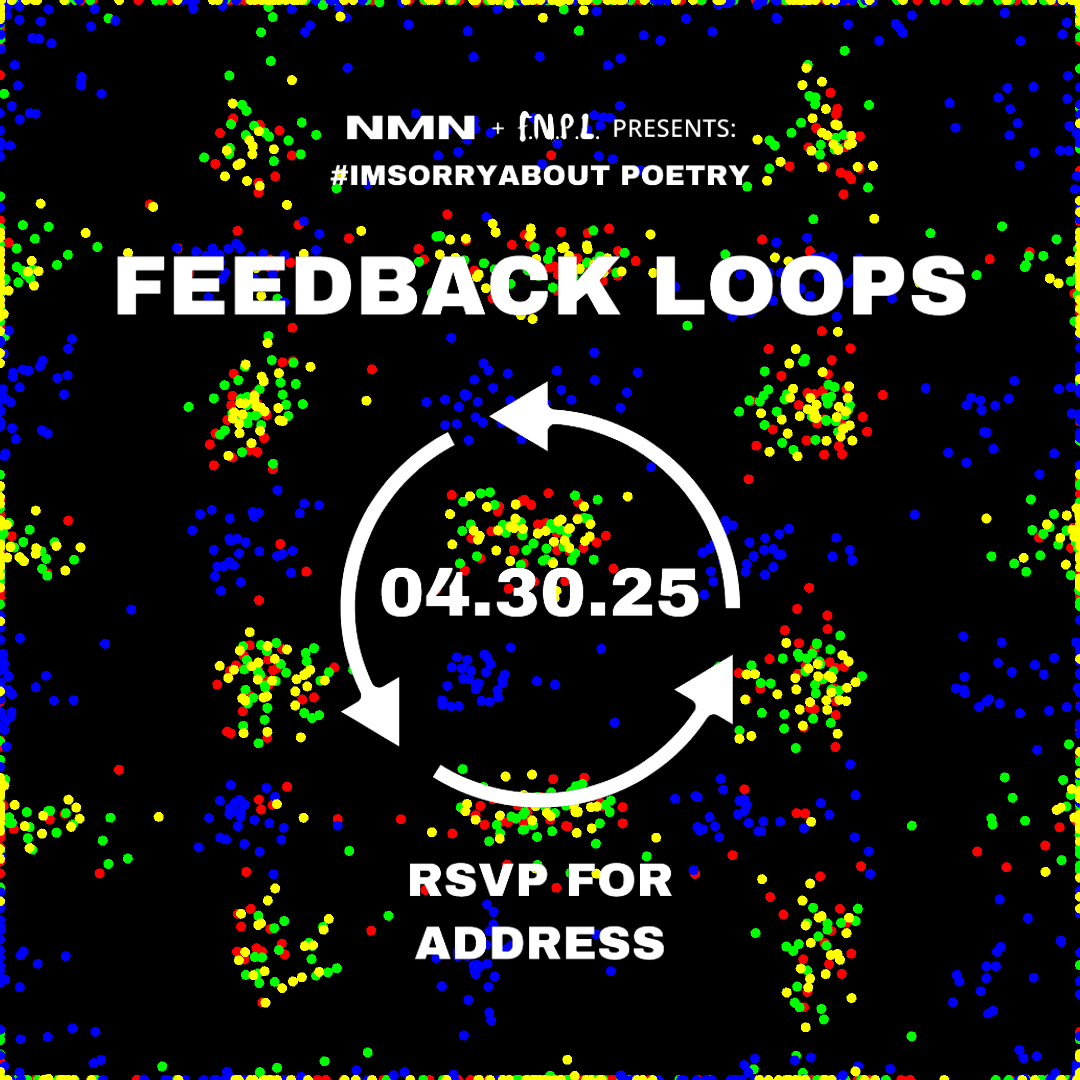 NMN + F.N.P.L. PRESENTS:
#IMSORRYABOUT POETRY
FEEDBACK LOOPS
04.30.25
RSVP FOR
ADDRESS